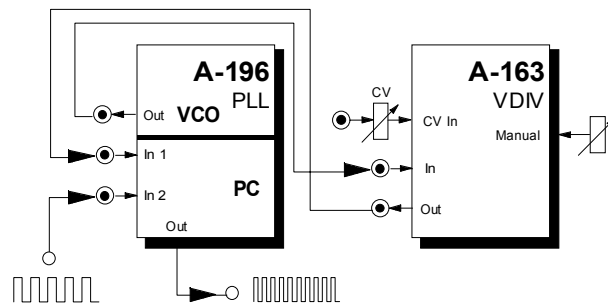 A-196
PLL
Out
VCO
In 1
In 2
PC
Out
A-163
VDIV
CV
CV In
Manual
In
Out